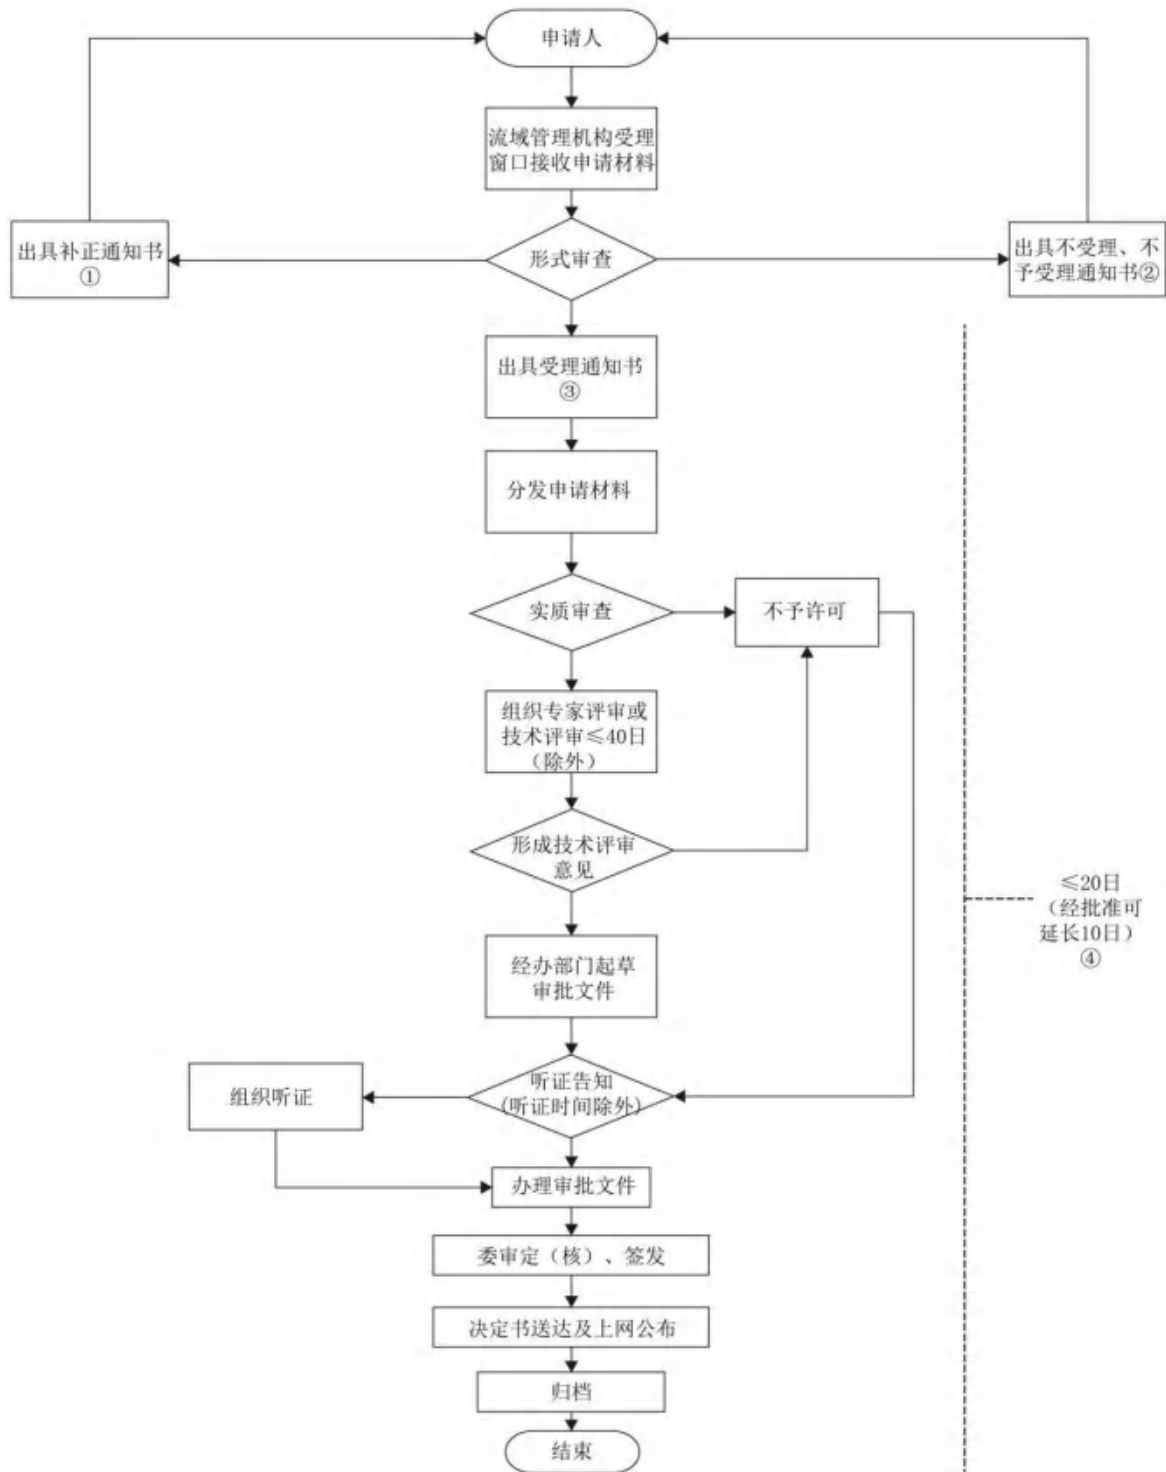 申请人
流域管理机构受理
窗口接收申请材料
出具补正通知书
①
形式审查
出具不受理、不
予受理通知书②
出具受理通知书
③
分发申请材料
实质审查
不予许可
组织专家评审或
技术评审≤40日
（除外）
形成技术评审
意见
≤20日
（经批准可
延长10日）
④
经办部门起草
审批文件
听证告知
(听证时间除外)
组织听证
办理审批文件
委审定（核）、签发
决定书送达及上网公布
归档
结束